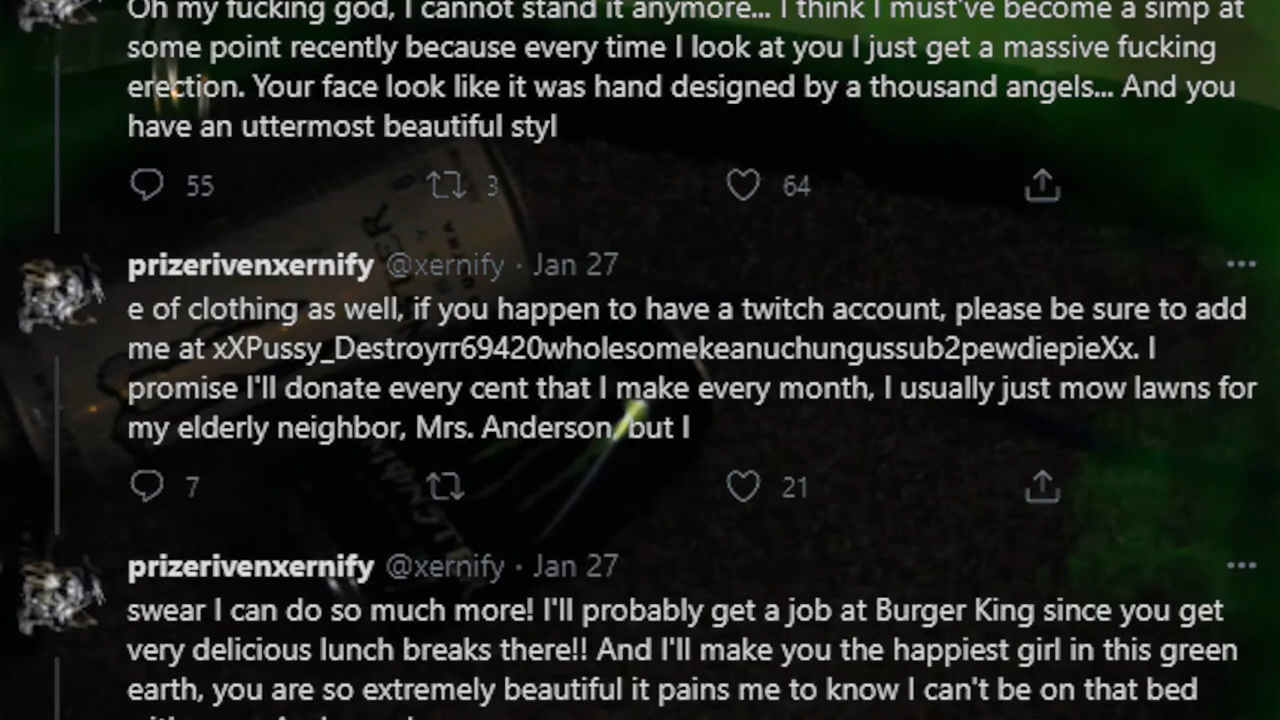 Oh my fucking god, I cannot stand it anymore... I think I must've become a simp at
some point recently because every time I look at you I just get a massive fucking
erection. Your face look like it was hand designed by a thousand angels... And you
have an uttermost beautiful styl
55 3 64
prizerivenxernify @xernify · Jan 27
e of clothing as well, if you happen to have a twitch account, please be sure to add
me at xXPussy_Destroyrr69420wholesomekeanuchungussub2pewdiepieXx. I
promise I'll donate every cent that I make every month, I usually just mow lawns for
my elderly neighbor, Mrs. Anderson, but I
7 21
prizerivenxernify @xernify · Jan 27
swear I can do so much more! I'll probably get a job at Burger King since you get
very delicious lunch breaks there!! And I'll make you the happiest girl in this green
earth, you are so extremely beautiful it pains me to know I can't be on that bed